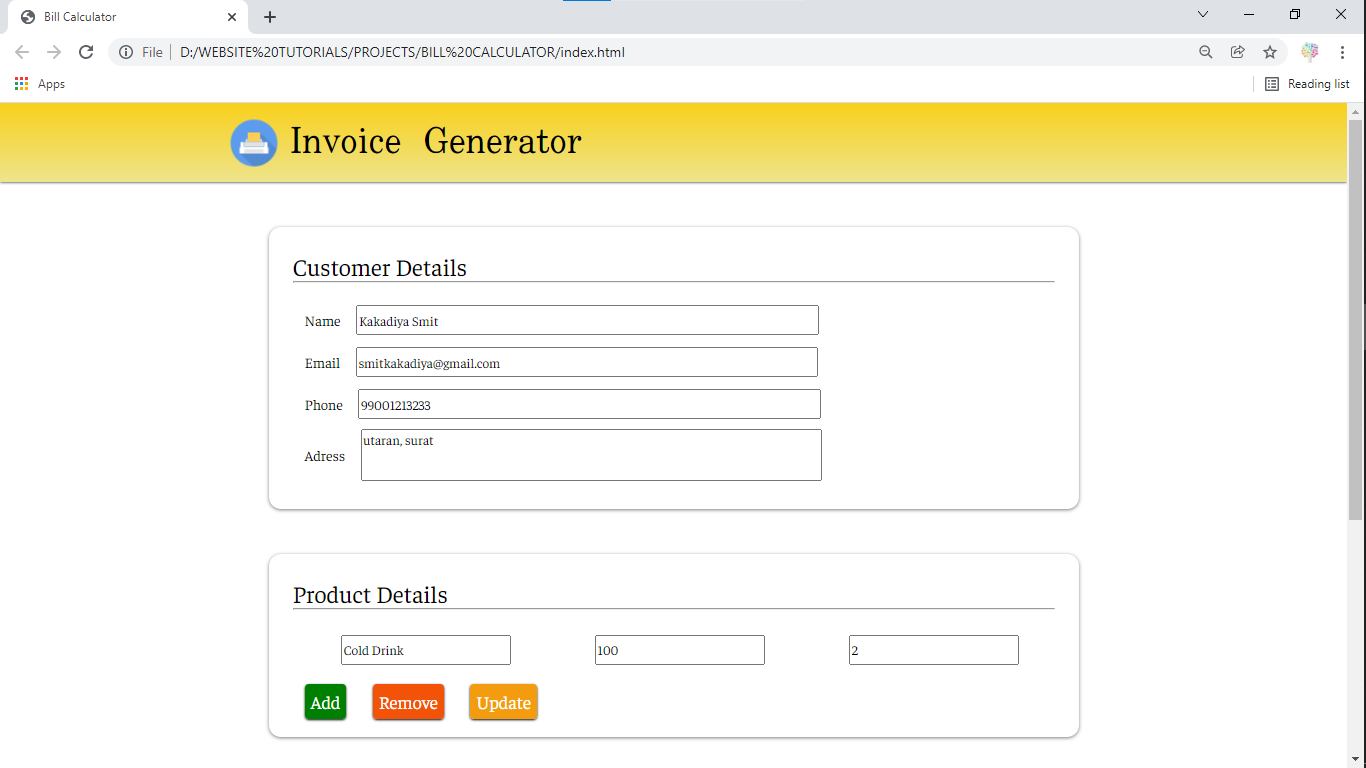 Bill Calculator
File D:/WEBSITE%20TUTORIALS/PROJECTS/BILL%20CALCULATOR/index.html
Apps Reading list
Invoice Generator
Customer Details
Name Kakadiya Smit
Email smitkakadiya@gmail.com
Phone 99001213233
Adress utaran, surat
Product Details
Cold Drink 100 2
Add Remove Update